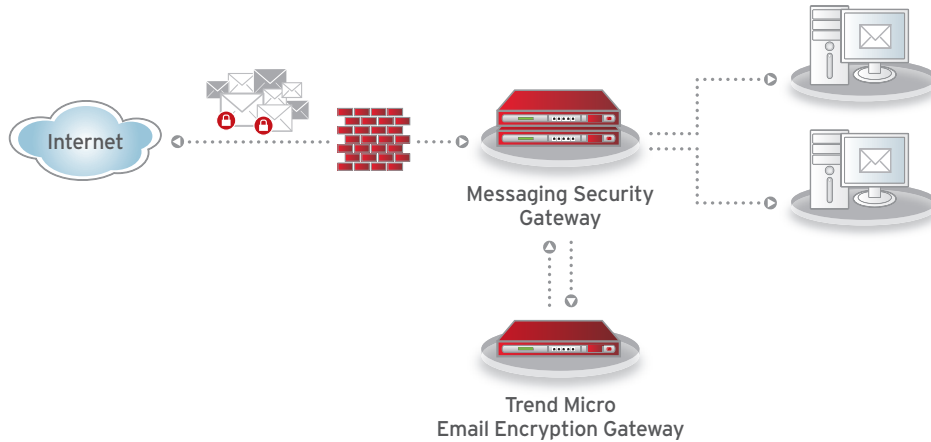 Internet
Messaging Security
Gateway
Trend Micro
Email Encryption Gateway